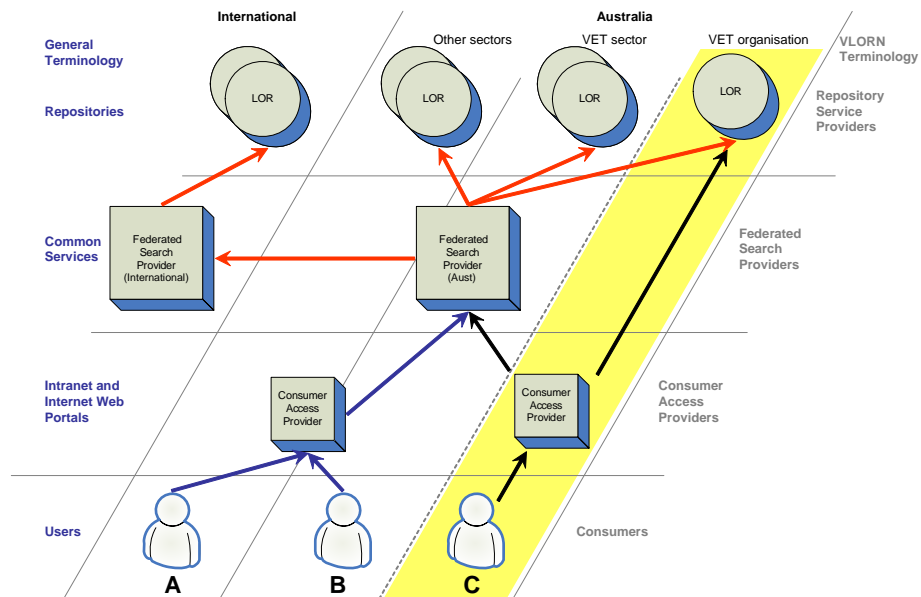 International
Australia
General
Terminology
Other sectors
VET sector
VET organisation
VLORN
Terminology
Repositories
LOR
LOR
LOR
LOR
Repository
Service
Providers
Common
Services
Federated
Search
Provider
(International)
Federated
Search
Provider
(Aust)
Federated
Search
Providers
Intranet and
Internet Web
Portals
Consumer
Access
Provider
Consumer
Access
Provider
Consumer
Access
Providers
Users
Consumers
A
B
C